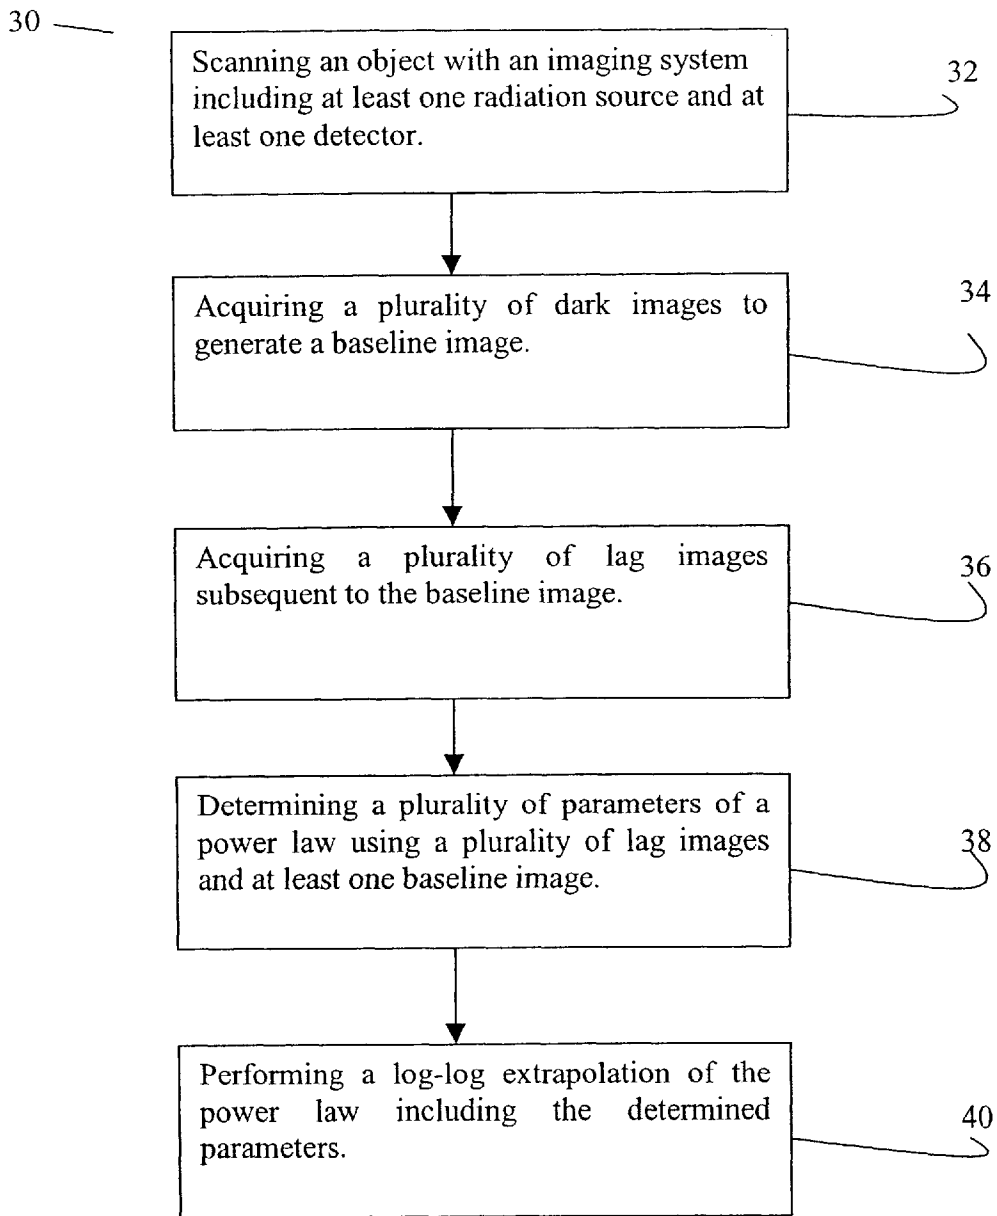 30
Scanning an object with an imaging system
including at least one radiation source and at
least one detector.
32
Acquiring a plurality of dark images to
generate a baseline image.
34
Acquiring a plurality of lag images
subsequent to the baseline image.
36
Determining a plurality of parameters of a
power law using a plurality of lag images
and at least one baseline image.
38
Performing a log-log extrapolation of the
power law including the determined
parameters.
40